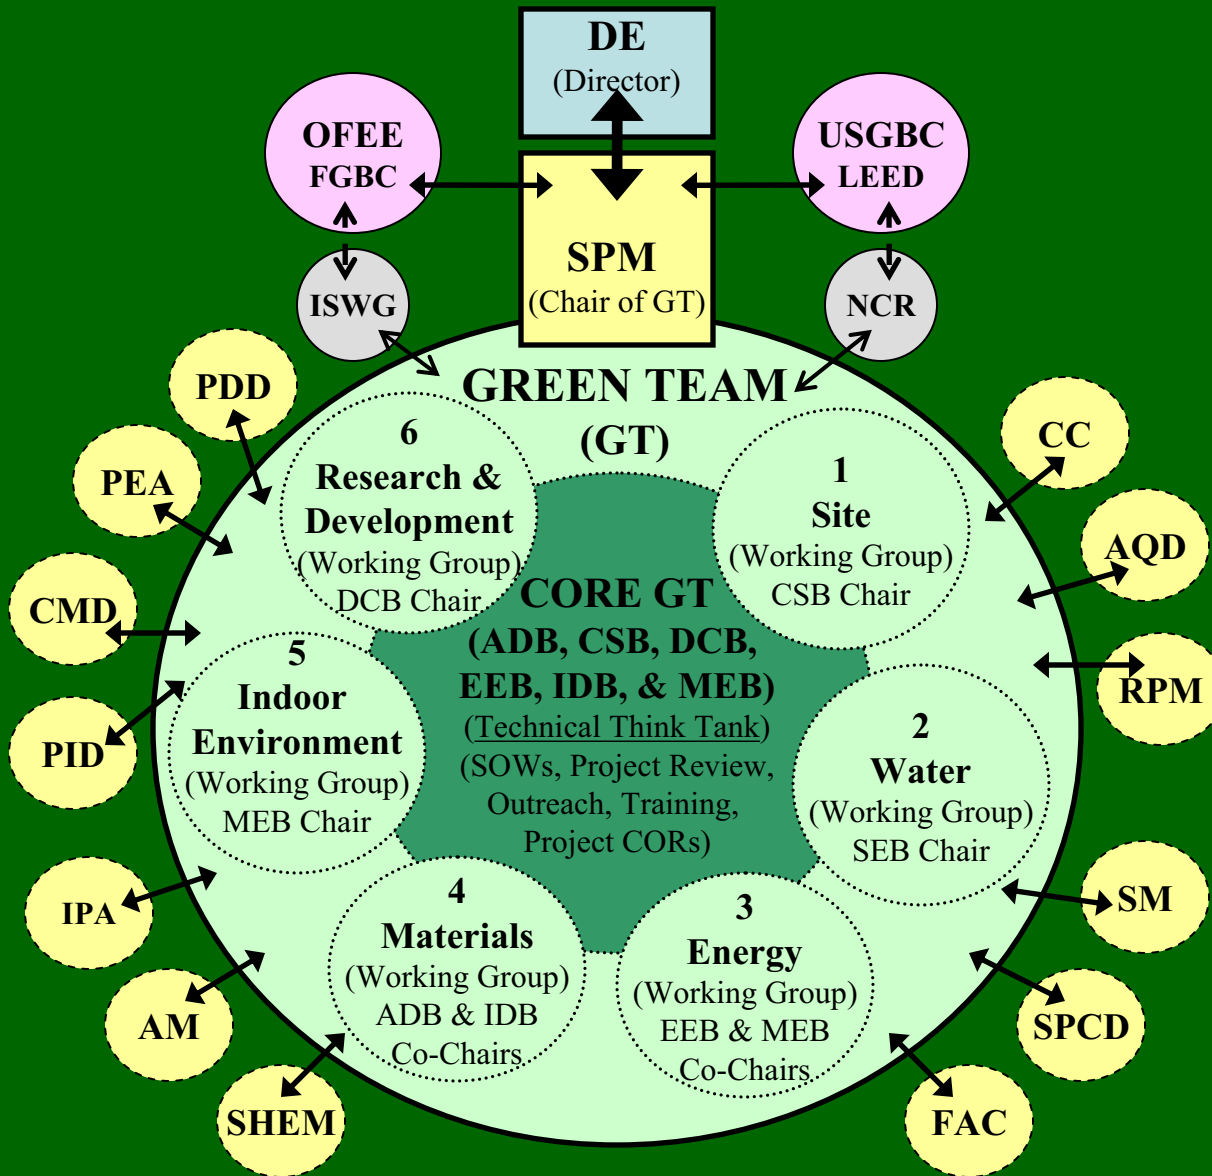 DE
(Director)
OFEE
FGBC
USGBC
LEED
SPM
(Chair of GT)
ISWG
NCR
GREEN TEAM
(GT)
PDD
PEA
CMD
PID
IPA
AM
SHEM
CC
AQD
RPM
SM
SPCD
FAC
6
Research &
Development
(Working Group)
DCB Chair
1
Site
(Working Group)
CSB Chair
CORE GT
(ADB, CSB, DCB,
EEB, IDB, & MEB)
(Technical Think Tank)
(SOWs, Project Review,
Outreach, Training,
Project CORs)
5
Indoor
Environment
(Working Group)
MEB Chair
2
Water
(Working Group)
SEB Chair
4
Materials
(Working Group)
ADB & IDB
Co-Chairs
3
Energy
(Working Group)
EEB & MEB
Co-Chairs